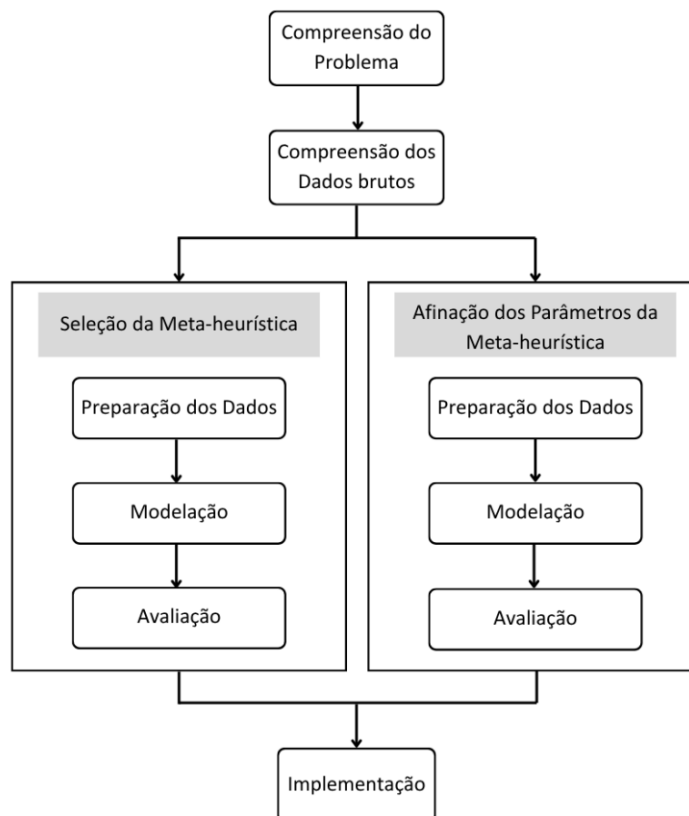 Compreensão do
Problema
Compreensão dos
Dados brutos
Seleção da Meta-heurística
Preparação dos Dados
Modelação
Avaliação
Afinação dos Parâmetros da
Meta-heurística
Preparação dos Dados
Modelação
Avaliação
Implementação